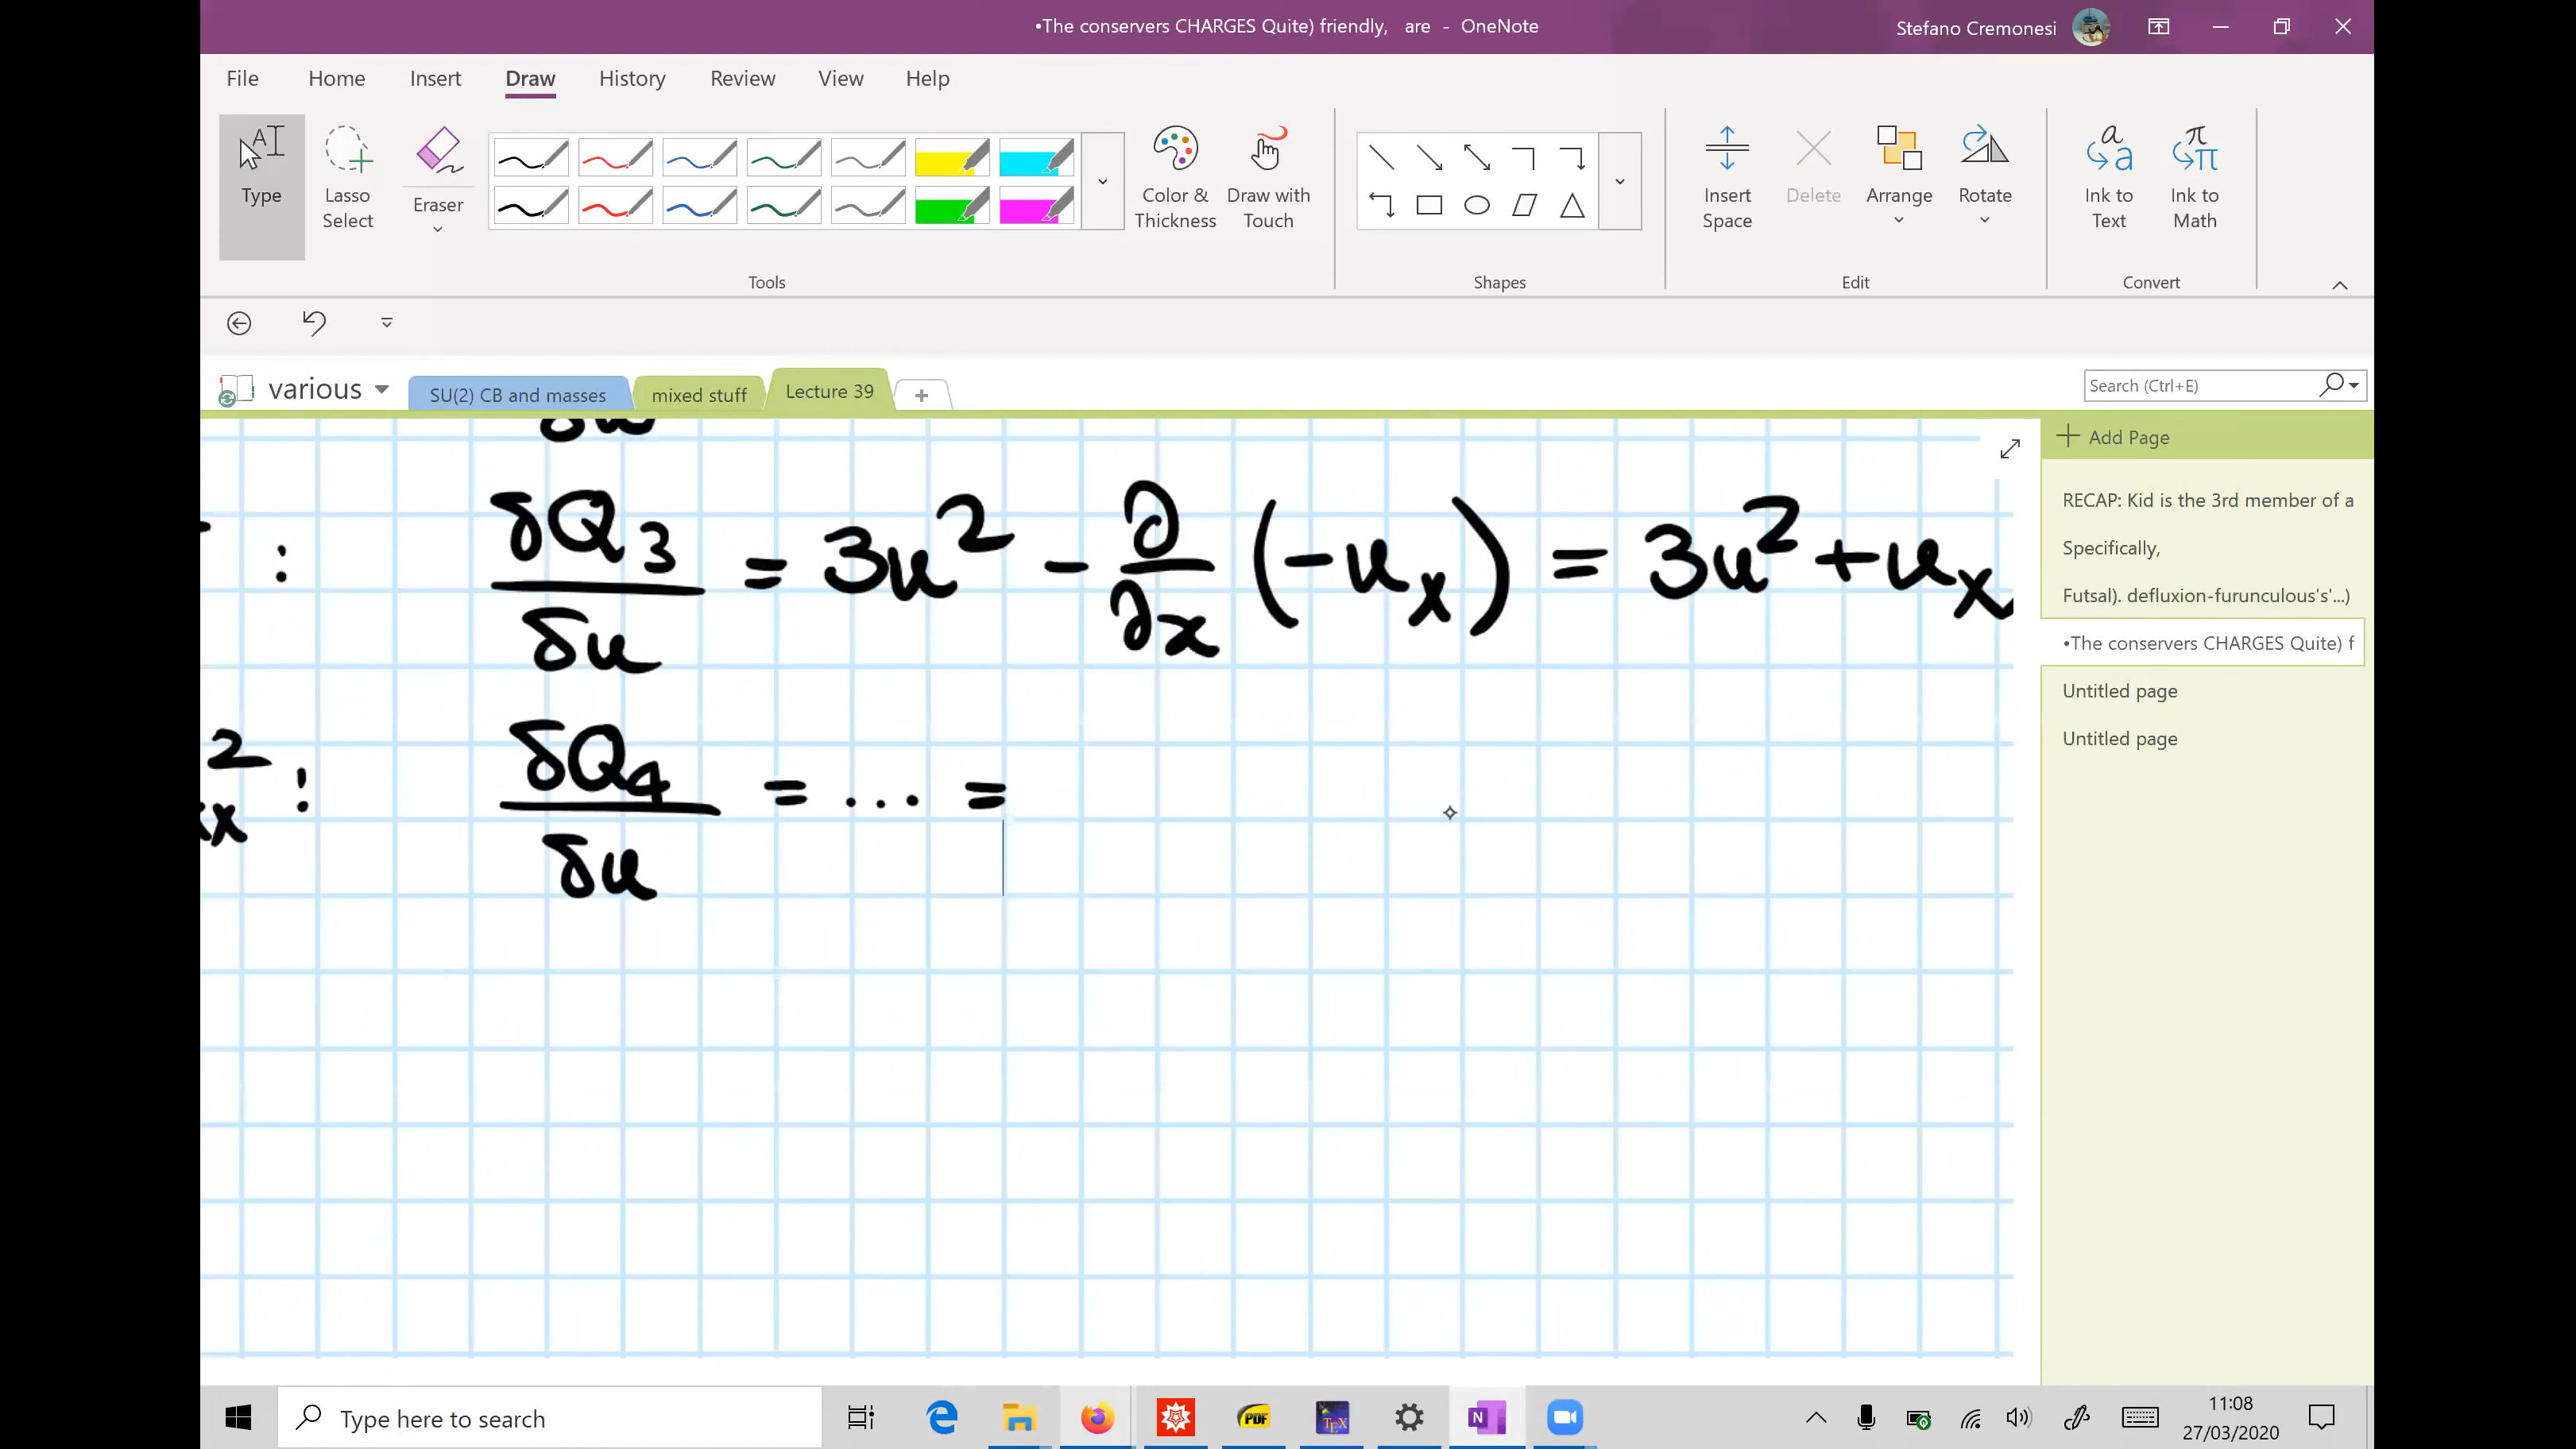 •The conservers CHARGES Quite) friendly, are - OneNote
Stefano Cremonesi
File Home Insert Draw History Review View Help
Type
Lasso Select
Eraser
Color & Thickness
Draw with Touch
Insert Space
Delete
Arrange
Rotate
Ink to Text
Ink to Math
Tools
Shapes
Edit
Convert
various
SU(2) CB and masses
mixed stuff
Lecture 39
+
Search (Ctrl+E)
Add Page
RECAP: Kid is the 3rd member of a
Specifically,
Futsal). defluxion-furunculous's'...)
•The conservers CHARGES Quite) f
Untitled page
Untitled page
: δQ₃/δu = 3u² - ∂/∂x (-uₓ) = 3u² + uₓ
² : δQ₄/δu = ... =
Type here to search
11:08
27/03/2020